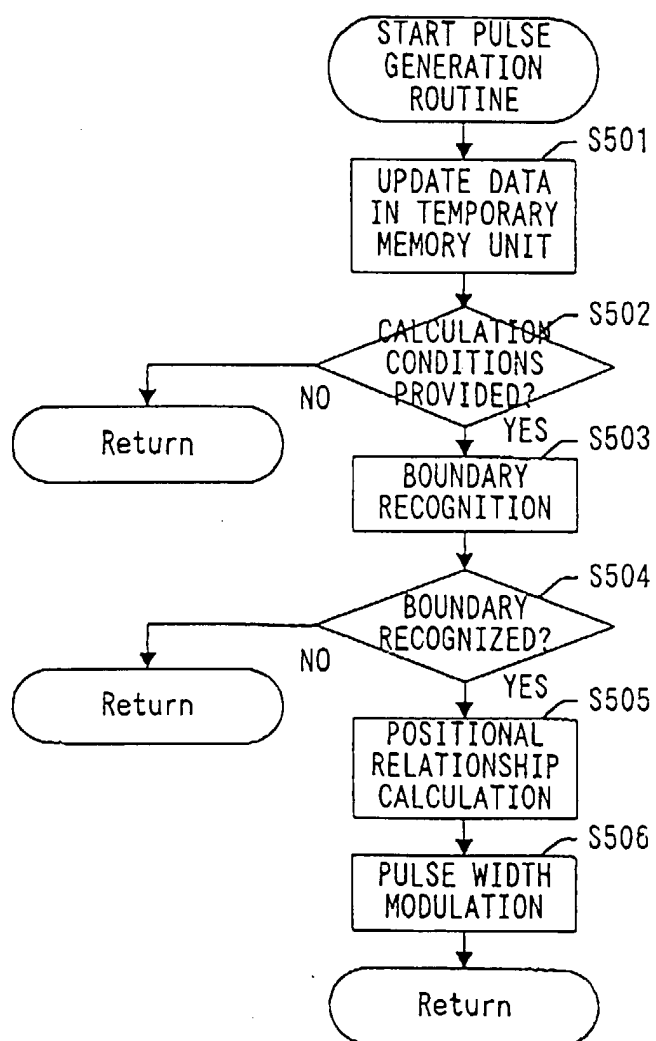 START PULSE
GENERATION
ROUTINE
S501
UPDATE DATA
IN TEMPORARY
MEMORY UNIT
S502
CALCULATION
CONDITIONS
PROVIDED?
NO
YES
Return
S503
BOUNDARY
RECOGNITION
S504
BOUNDARY
RECOGNIZED?
NO
YES
Return
S505
POSITIONAL
RELATIONSHIP
CALCULATION
S506
PULSE WIDTH
MODULATION
Return